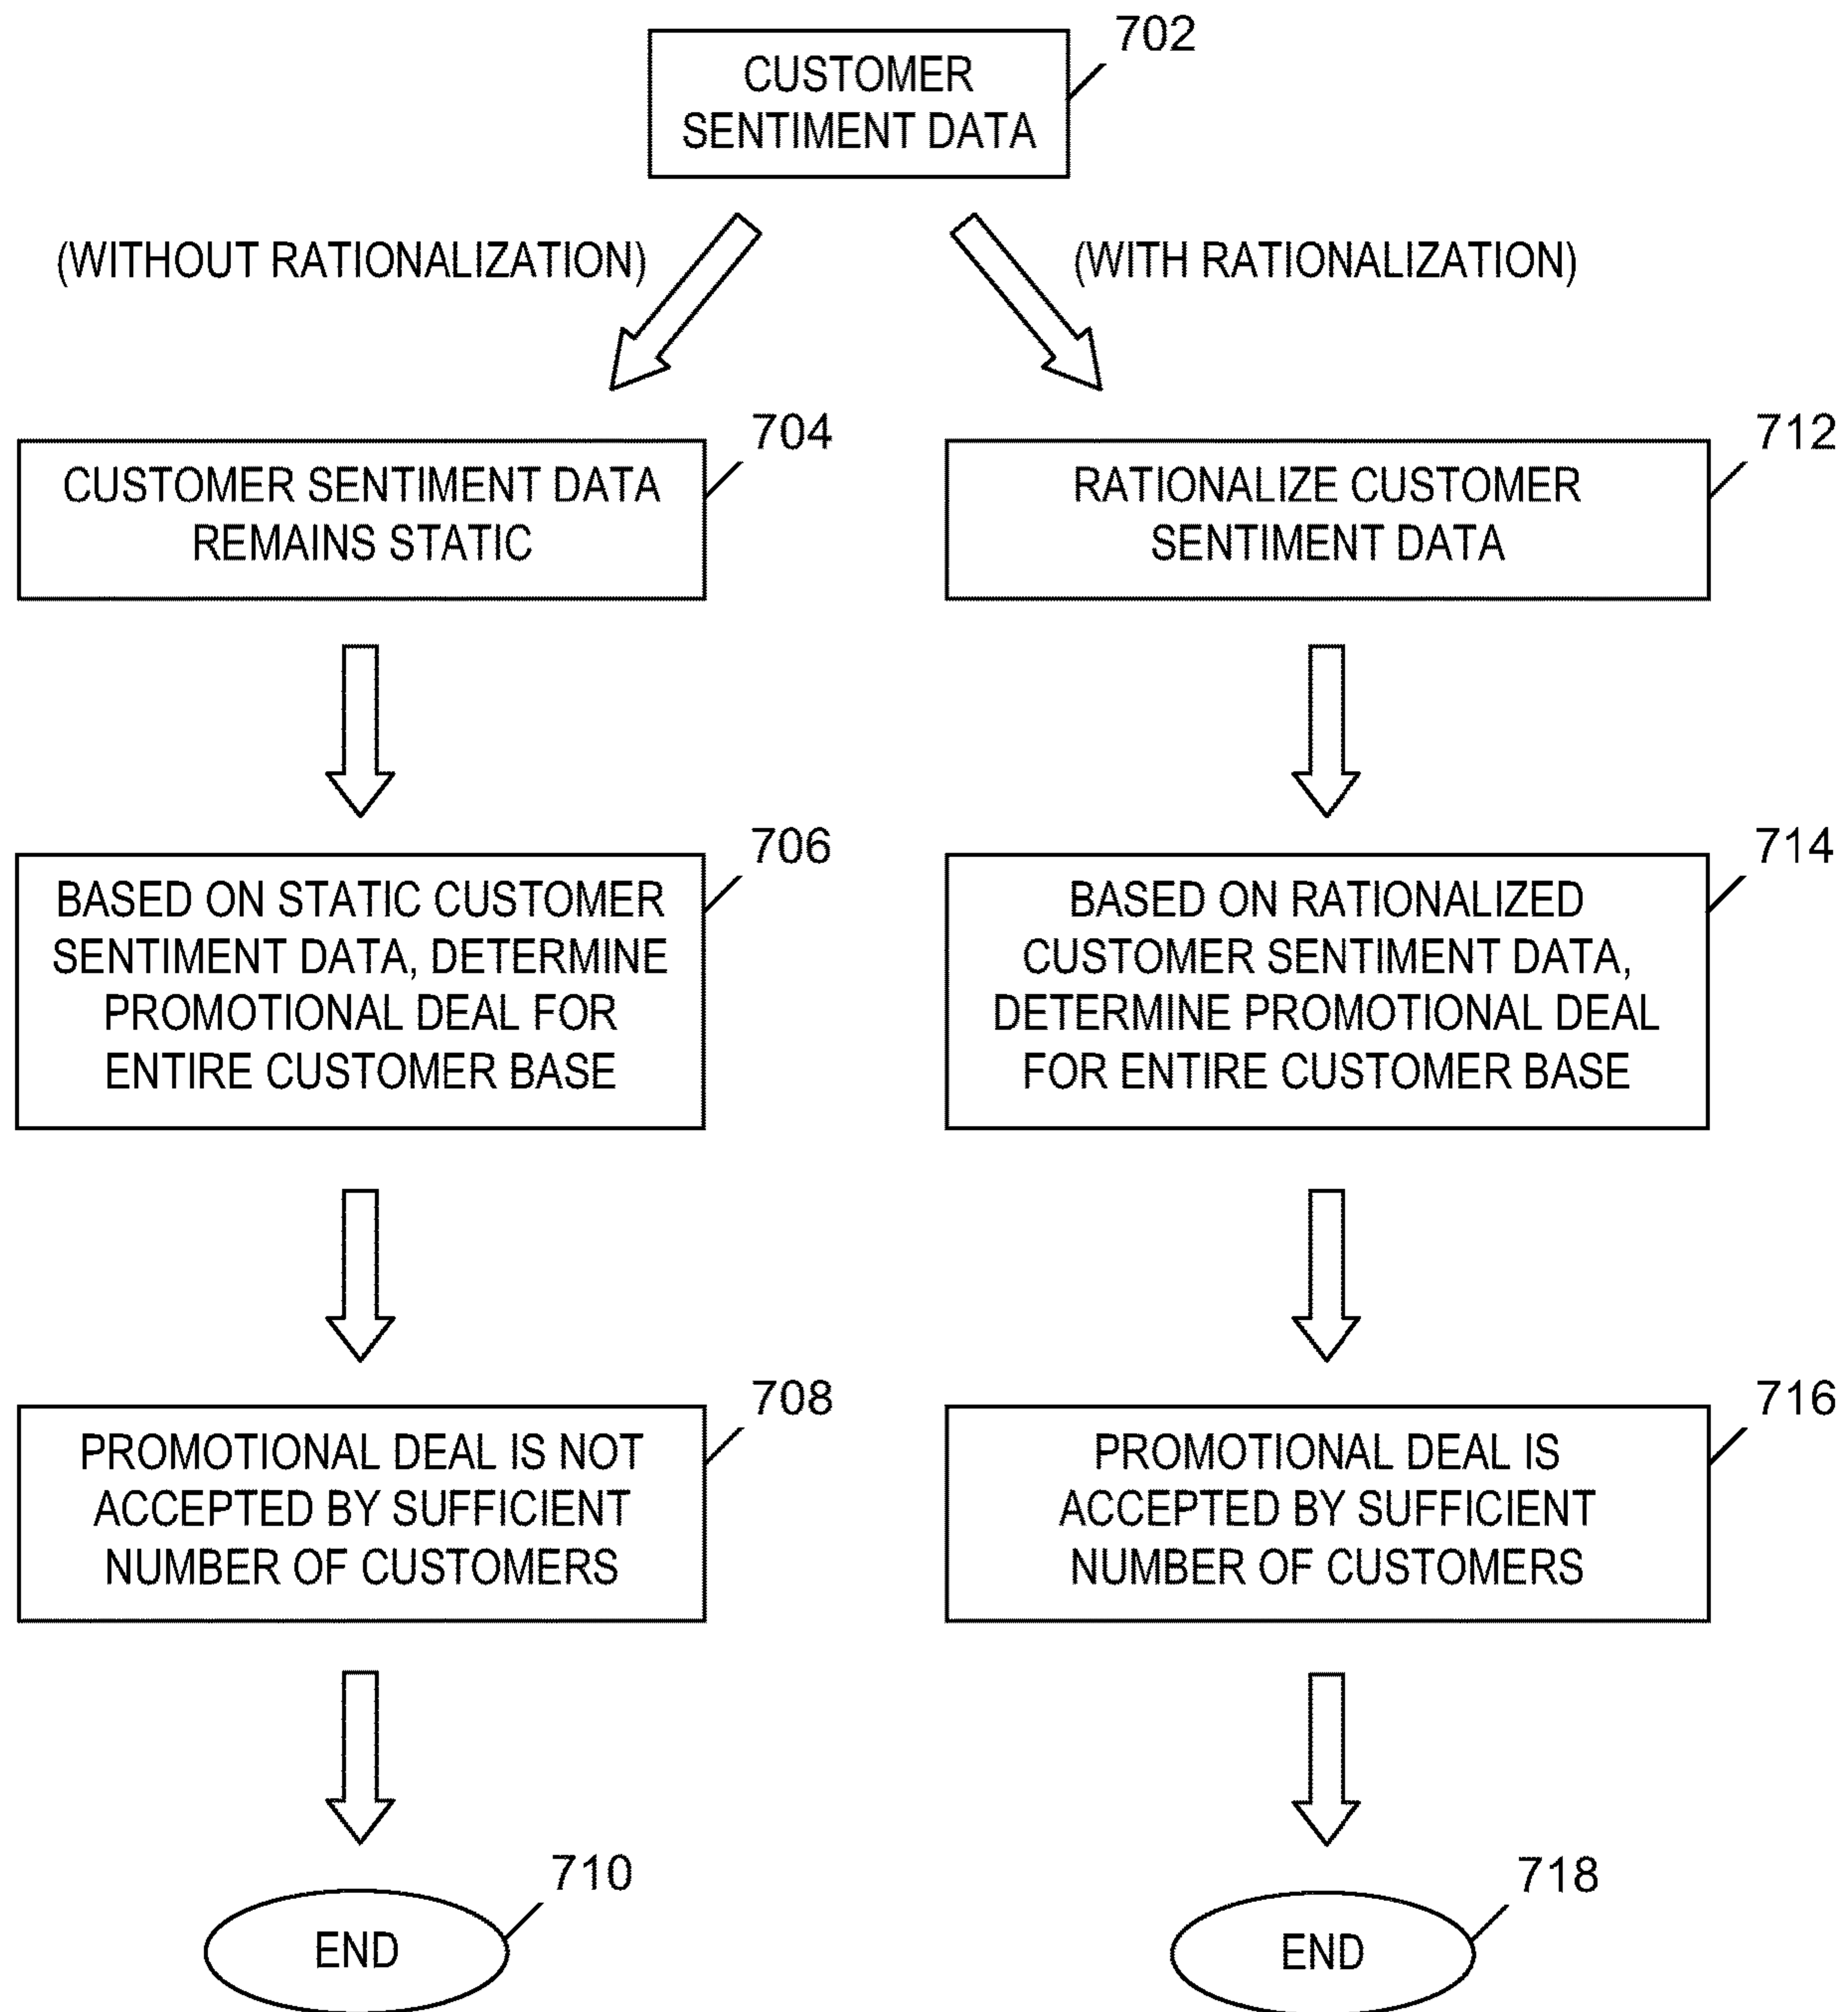 702
CUSTOMER
SENTIMENT DATA
(WITHOUT RATIONALIZATION)
(WITH RATIONALIZATION)
704
CUSTOMER SENTIMENT DATA
REMAINS STATIC
712
RATIONALIZE CUSTOMER
SENTIMENT DATA
706
BASED ON STATIC CUSTOMER
SENTIMENT DATA, DETERMINE
PROMOTIONAL DEAL FOR
ENTIRE CUSTOMER BASE
714
BASED ON RATIONALIZED
CUSTOMER SENTIMENT DATA,
DETERMINE PROMOTIONAL DEAL
FOR ENTIRE CUSTOMER BASE
708
PROMOTIONAL DEAL IS NOT
ACCEPTED BY SUFFICIENT
NUMBER OF CUSTOMERS
716
PROMOTIONAL DEAL IS
ACCEPTED BY SUFFICIENT
NUMBER OF CUSTOMERS
710
END
718
END